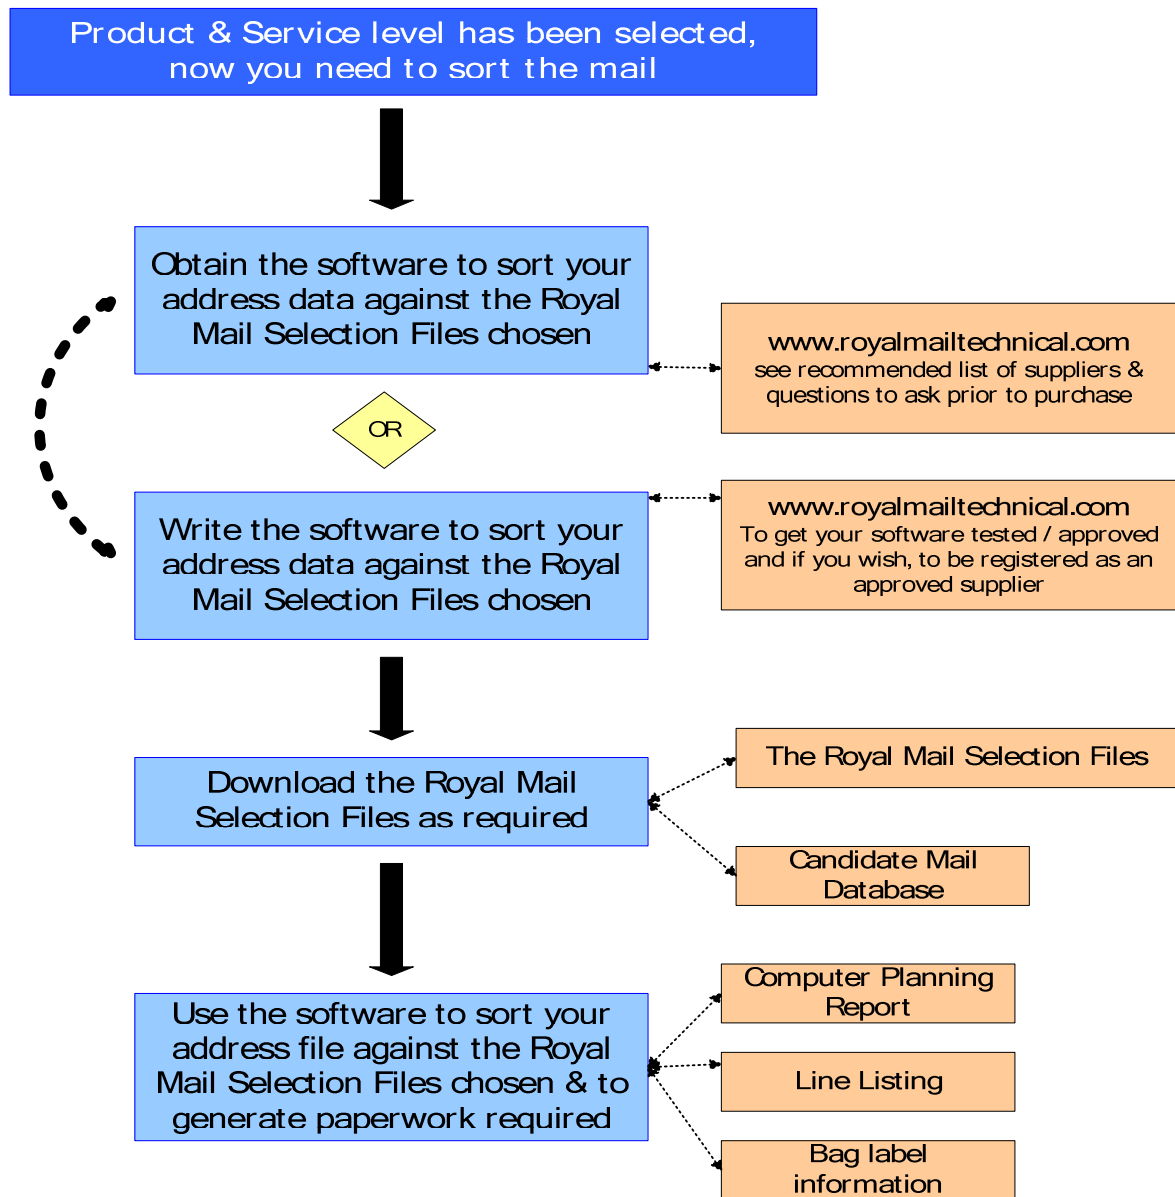 Product & Service level has been selected,
now you need to sort the mail
Obtain the software to sort your
address data against the Royal
Mail Selection Files chosen
www.royalmailtechnical.com
see recommended list of suppliers &
questions to ask prior to purchase
OR
Write the software to sort your
address data against the Royal
Mail Selection Files chosen
www.royalmailtechnical.com
To get your software tested / approved
and if you wish, to be registered as an
approved supplier
Download the Royal Mail
Selection Files as required
The Royal Mail Selection Files
Candidate Mail
Database
Use the software to sort your
address file against the Royal
Mail Selection Files chosen & to
generate paperwork required
Computer Planning
Report
Line Listing
Bag label
information